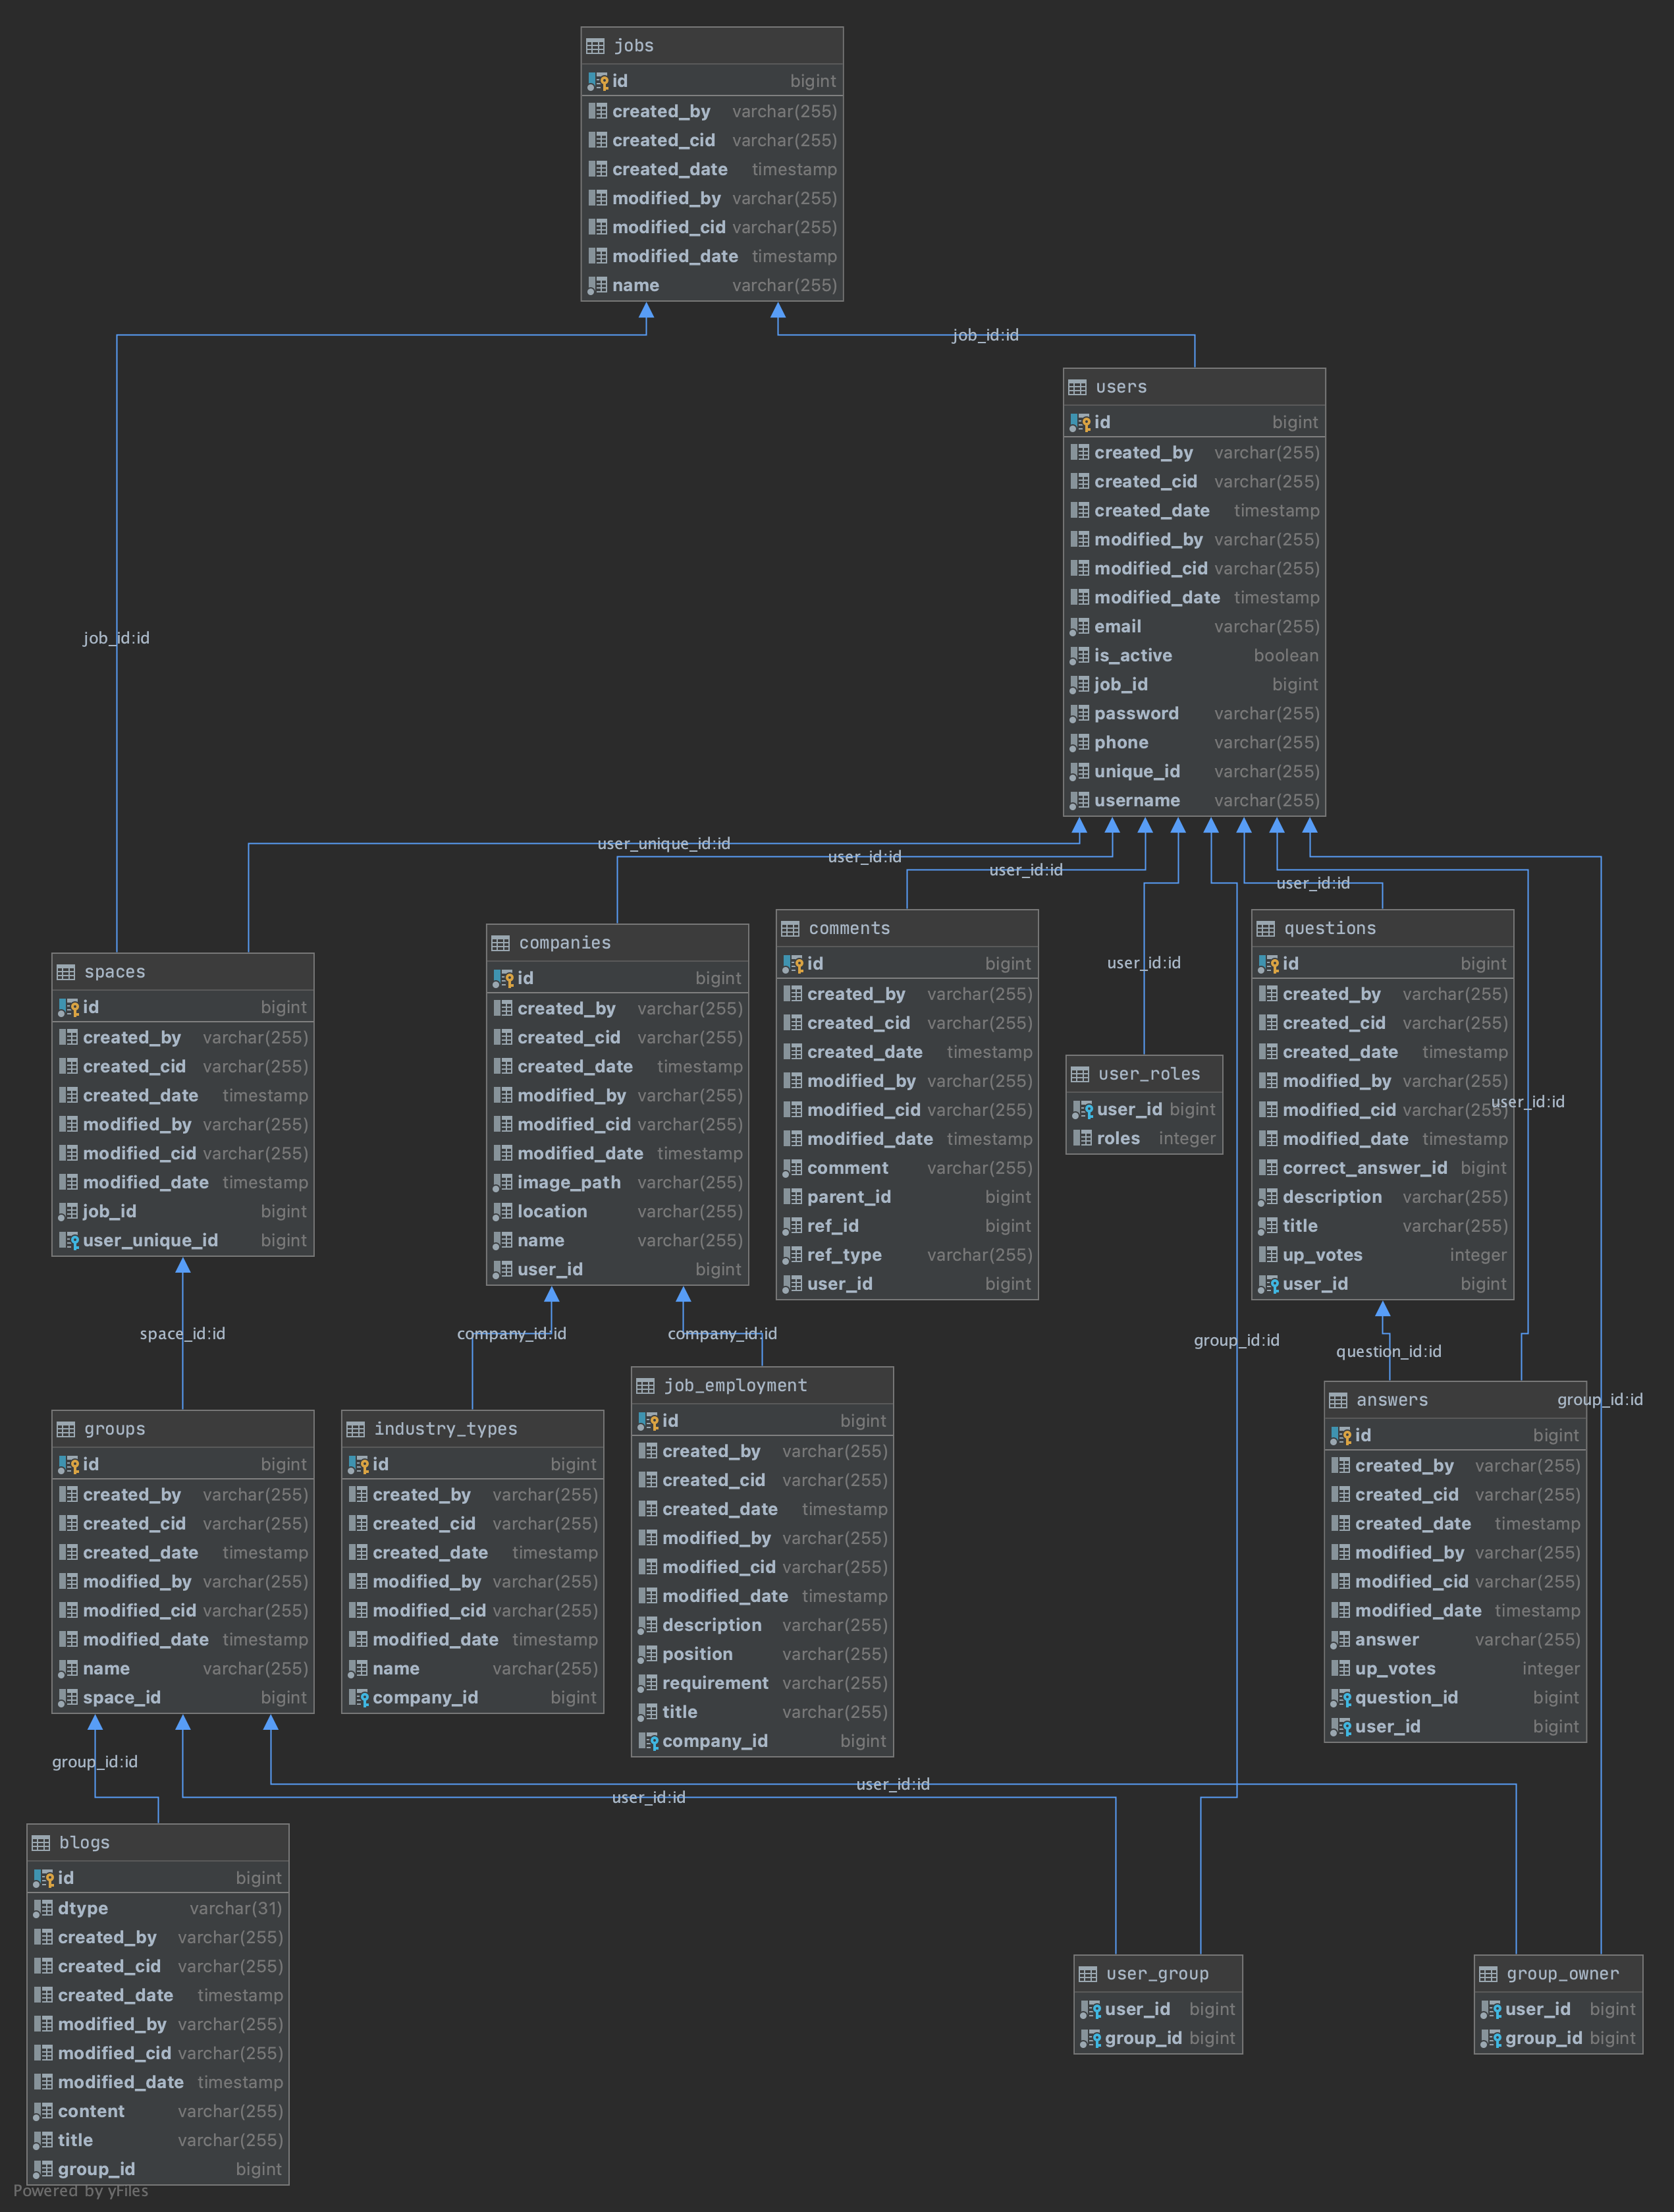 jobs
id bigint
created_by varchar(255)
created_cid varchar(255)
created_date timestamp
modified_by varchar(255)
modified_cid varchar(255)
modified_date timestamp
name varchar(255)
job_id:id
users
id bigint
created_by varchar(255)
created_cid varchar(255)
created_date timestamp
modified_by varchar(255)
modified_cid varchar(255)
modified_date timestamp
email varchar(255)
is_active boolean
job_id bigint
password varchar(255)
phone varchar(255)
unique_id varchar(255)
username varchar(255)
job_id:id
user_unique_id:id
user_id:id
user_id:id
user_id:id
spaces
id bigint
created_by varchar(255)
created_cid varchar(255)
created_date timestamp
modified_by varchar(255)
modified_cid varchar(255)
modified_date timestamp
job_id bigint
user_unique_id bigint
companies
id bigint
created_by varchar(255)
created_cid varchar(255)
created_date timestamp
modified_by varchar(255)
modified_cid varchar(255)
modified_date timestamp
image_path varchar(255)
location varchar(255)
name varchar(255)
user_id bigint
comments
id bigint
created_by varchar(255)
created_cid varchar(255)
created_date timestamp
modified_by varchar(255)
modified_cid varchar(255)
modified_date timestamp
comment varchar(255)
parent_id bigint
ref_id bigint
ref_type varchar(255)
user_id bigint
user_id:id
user_roles
user_id bigint
roles integer
questions
id bigint
created_by varchar(255)
created_cid varchar(255)
created_date timestamp
modified_by varchar(255)
modified_cid varchar(255)
modified_date timestamp
correct_answer_id bigint
description varchar(255)
title varchar(255)
up_votes integer
user_id bigint
user_id:id
space_id:id
company_id:id
company_id:id
group_id:id
question_id:id
group_id:id
groups
id bigint
created_by varchar(255)
created_cid varchar(255)
created_date timestamp
modified_by varchar(255)
modified_cid varchar(255)
modified_date timestamp
name varchar(255)
space_id bigint
industry_types
id bigint
created_by varchar(255)
created_cid varchar(255)
created_date timestamp
modified_by varchar(255)
modified_cid varchar(255)
modified_date timestamp
name varchar(255)
company_id bigint
job_employment
id bigint
created_by varchar(255)
created_cid varchar(255)
created_date timestamp
modified_by varchar(255)
modified_cid varchar(255)
modified_date timestamp
description varchar(255)
position varchar(255)
requirement varchar(255)
title varchar(255)
company_id bigint
answers
id bigint
created_by varchar(255)
created_cid varchar(255)
created_date timestamp
modified_by varchar(255)
modified_cid varchar(255)
modified_date timestamp
answer varchar(255)
up_votes integer
question_id bigint
user_id bigint
group_id:id
user_id:id
user_id:id
blogs
id bigint
dtype varchar(31)
created_by varchar(255)
created_cid varchar(255)
created_date timestamp
modified_by varchar(255)
modified_cid varchar(255)
modified_date timestamp
content varchar(255)
title varchar(255)
group_id bigint
user_group
user_id bigint
group_id bigint
group_owner
user_id bigint
group_id bigint
Powered by yFiles